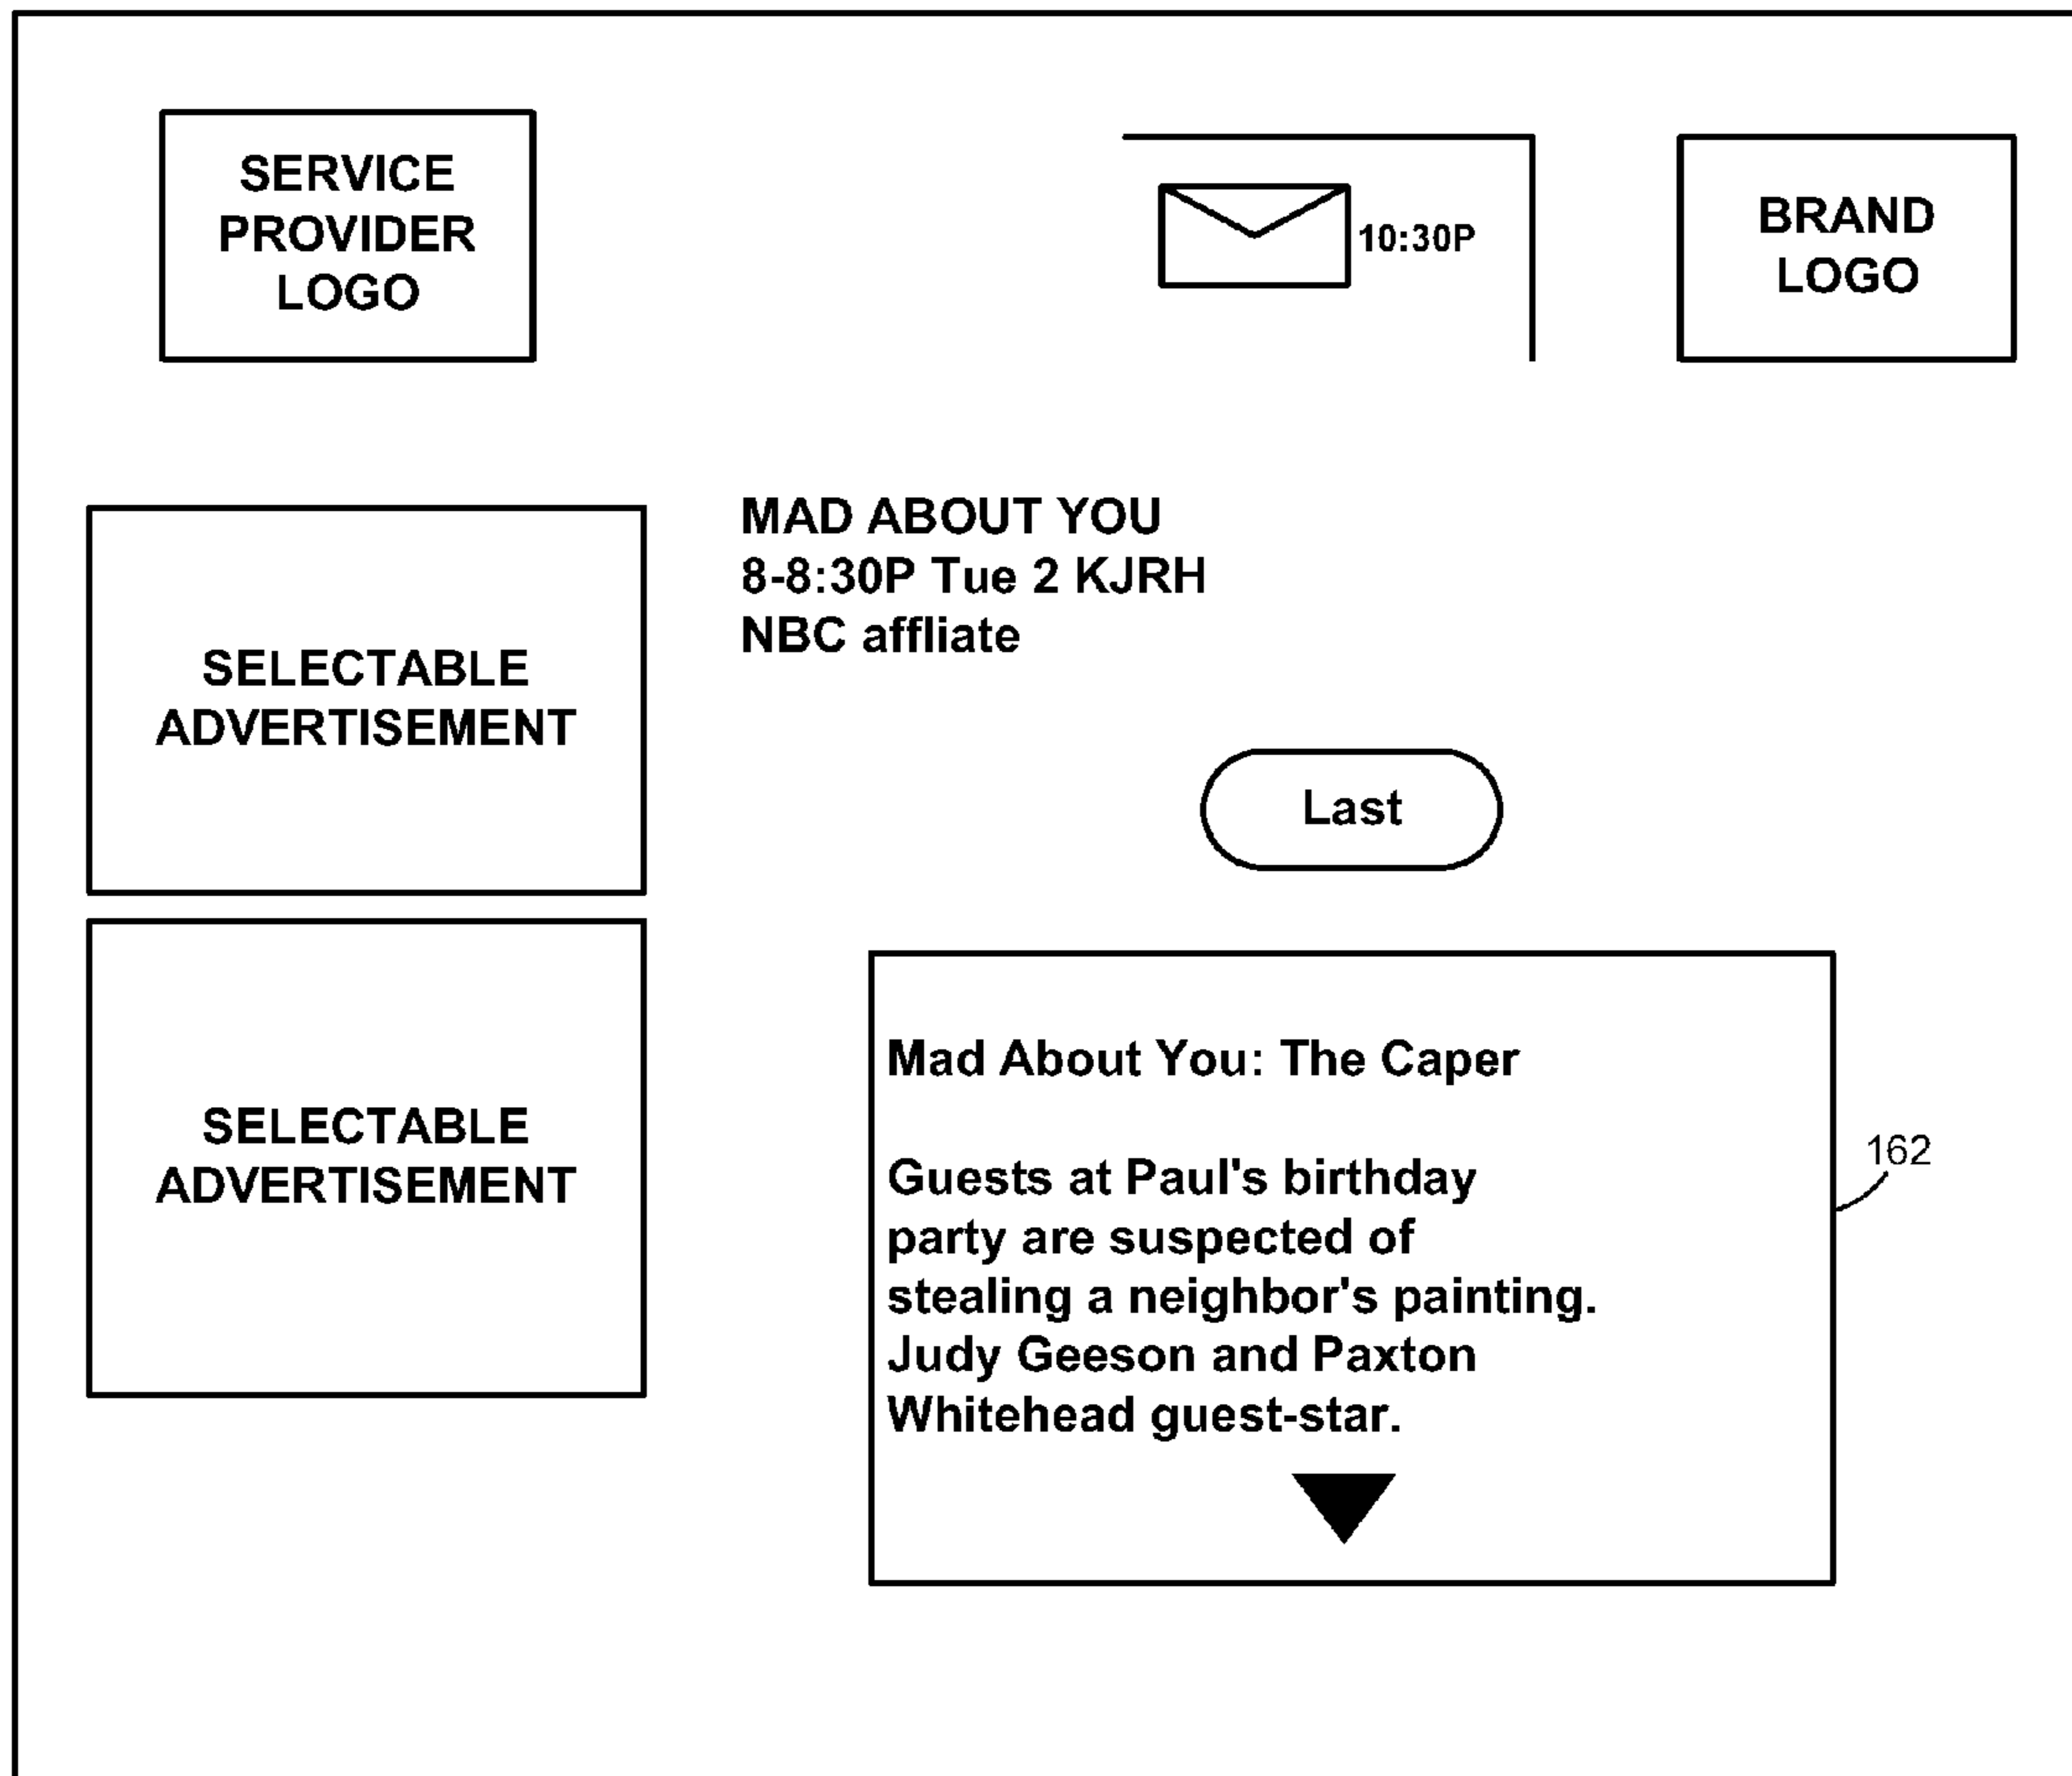 SERVICE
PROVIDER
LOGO
10:30P
BRAND
LOGO
SELECTABLE
ADVERTISEMENT
MAD ABOUT YOU
8-8:30P Tue 2 KJRH
NBC affliate
Last
SELECTABLE
ADVERTISEMENT
Mad About You: The Caper
Guests at Paul's birthday
party are suspected of
stealing a neighbor's painting.
Judy Geeson and Paxton
Whitehead guest-star.
162